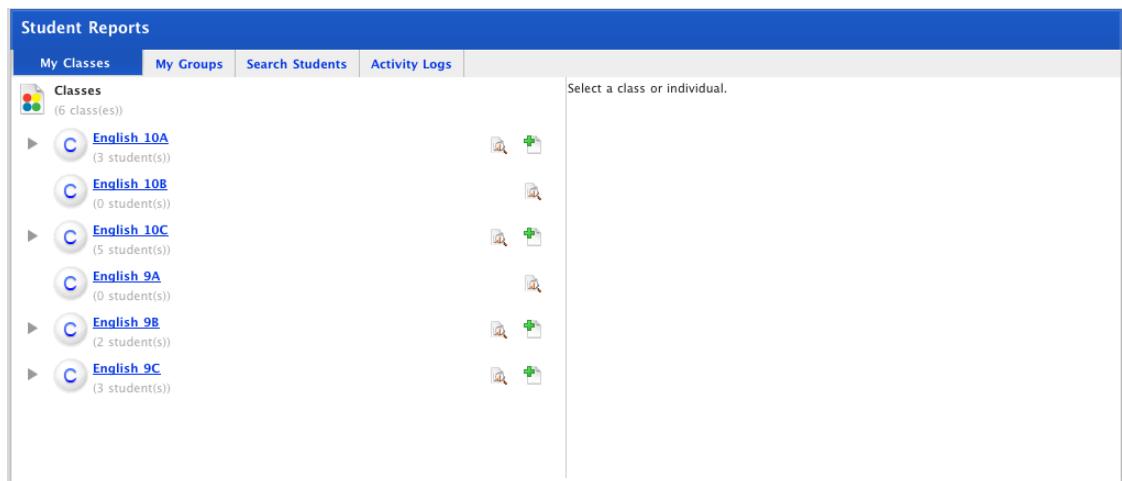 Student Reports
My Classes
My Groups
Search Students
Activity Logs
Classes
(6 class(es))
English 10A
(3 student(s))
English 10B
(0 student(s))
English 10C
(5 student(s))
English 9A
(0 student(s))
English 9B
(2 student(s))
English 9C
(3 student(s))
Select a class or individual.